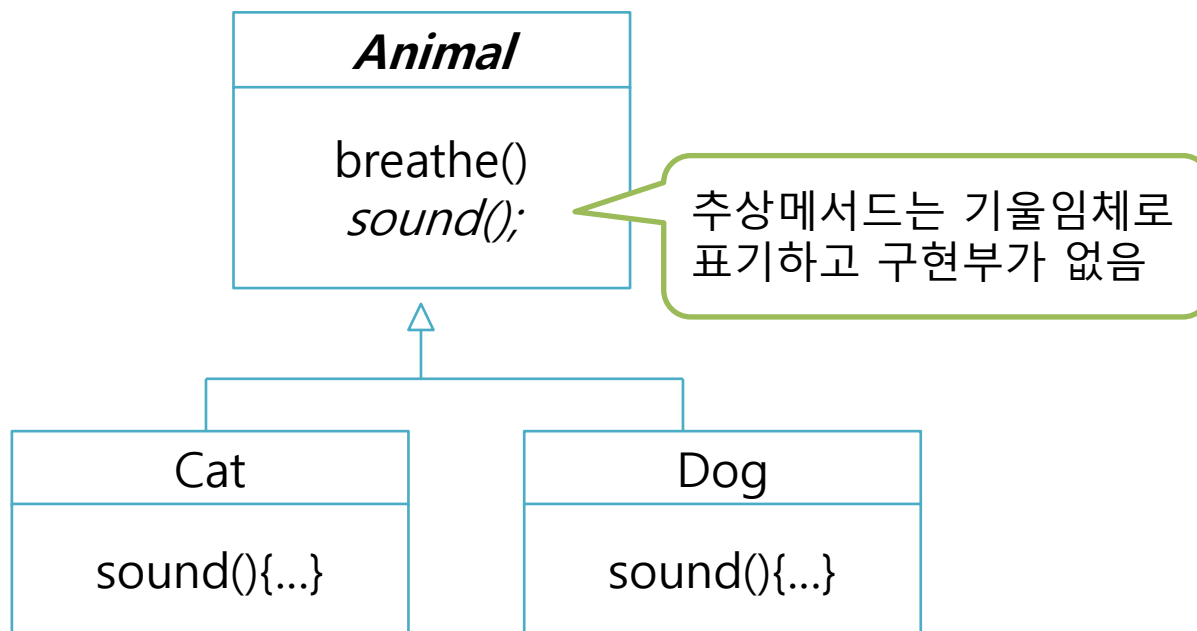 Animal
breathe()
sound();
추상메서드는 기울임체로
표기하고 구현부가 없음
Cat
sound(){...}
Dog
sound(){...}